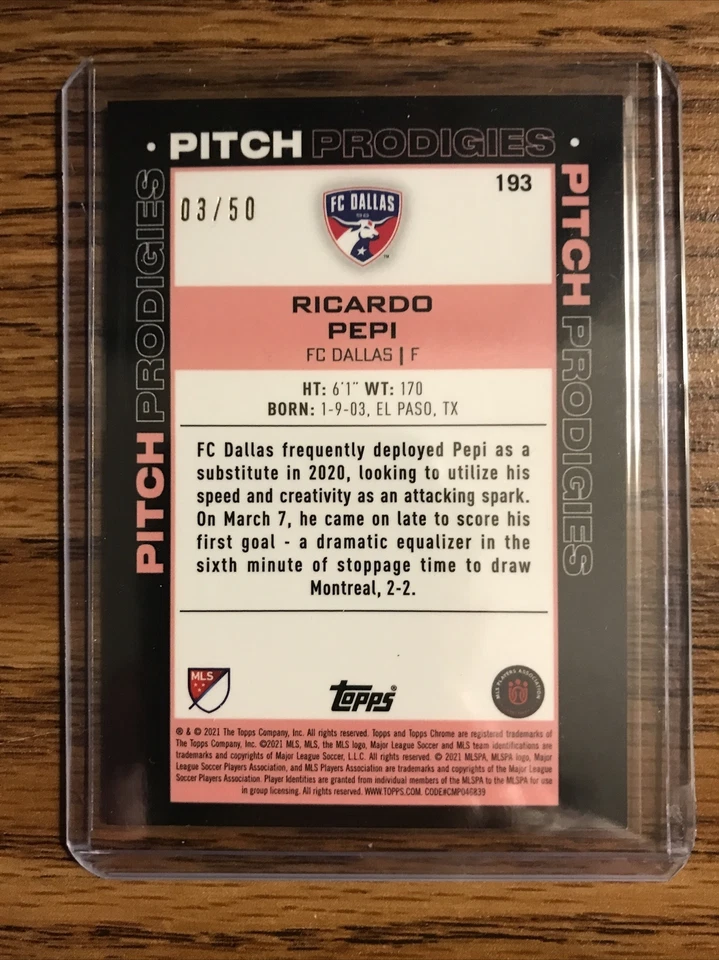 • PITCH PRODIGIES •
PITCH PRODIGIES
PITCH PRODIGIES
03/50
FC DALLAS
™
193
RICARDO
PEPI
FC DALLAS | F
HT: 6'1" WT: 170
BORN: 1-9-03, EL PASO, TX
FC Dallas frequently deployed Pepi as a
substitute in 2020, looking to utilize his
speed and creativity as an attacking spark.
On March 7, he came on late to score his
first goal - a dramatic equalizer in the
sixth minute of stoppage time to draw
Montreal, 2-2.
MLS
topps®
MLS PLAYERS ASSOCIATION
® & © 2021 The Topps Company, Inc. All rights reserved. Topps and Topps Chrome are registered trademarks of
The Topps Company, Inc. ©2021 MLS, MLS, the MLS logo, Major League Soccer and MLS team identifications are
trademarks and copyrights of Major League Soccer, L.L.C. All rights reserved. © 2021 MLSPA, MLSPA logo, Major
League Soccer Players Association, and MLS Players Association are trademarks and copyrights of the Major League
Soccer Players Association. Player Identities are granted from individual members of the MLSPA to the MLSPA for use
in group licensing. All rights reserved. WWW.TOPPS.COM. CODE#CMP046839